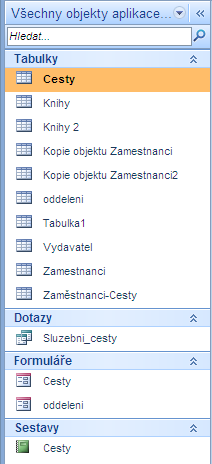 Všechny objekty aplikace...
Hledat...
Tabulky
Cesty
Knihy
Knihy 2
Kopie objektu Zamestnanci
Kopie objektu Zamestnanci2
oddeleni
Tabulka1
Vydavatel
Zamestnanci
Zaměstnanci-Cesty
Dotazy
Sluzebni_cesty
Formuláře
Cesty
oddeleni
Sestavy
Cesty